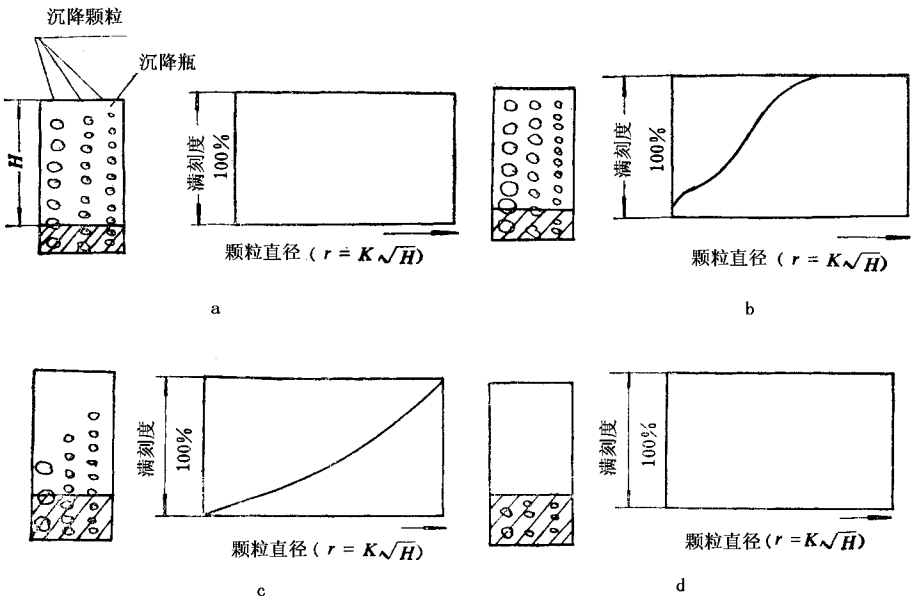 沉降颗粒
沉降瓶
H
满刻度
100%
颗粒直径 ( r = K√H )
a
满刻度
100%
颗粒直径 ( r = K√H )
b
满刻度
100%
颗粒直径 ( r = K√H )
c
满刻度
100%
颗粒直径 ( r = K√H )
d